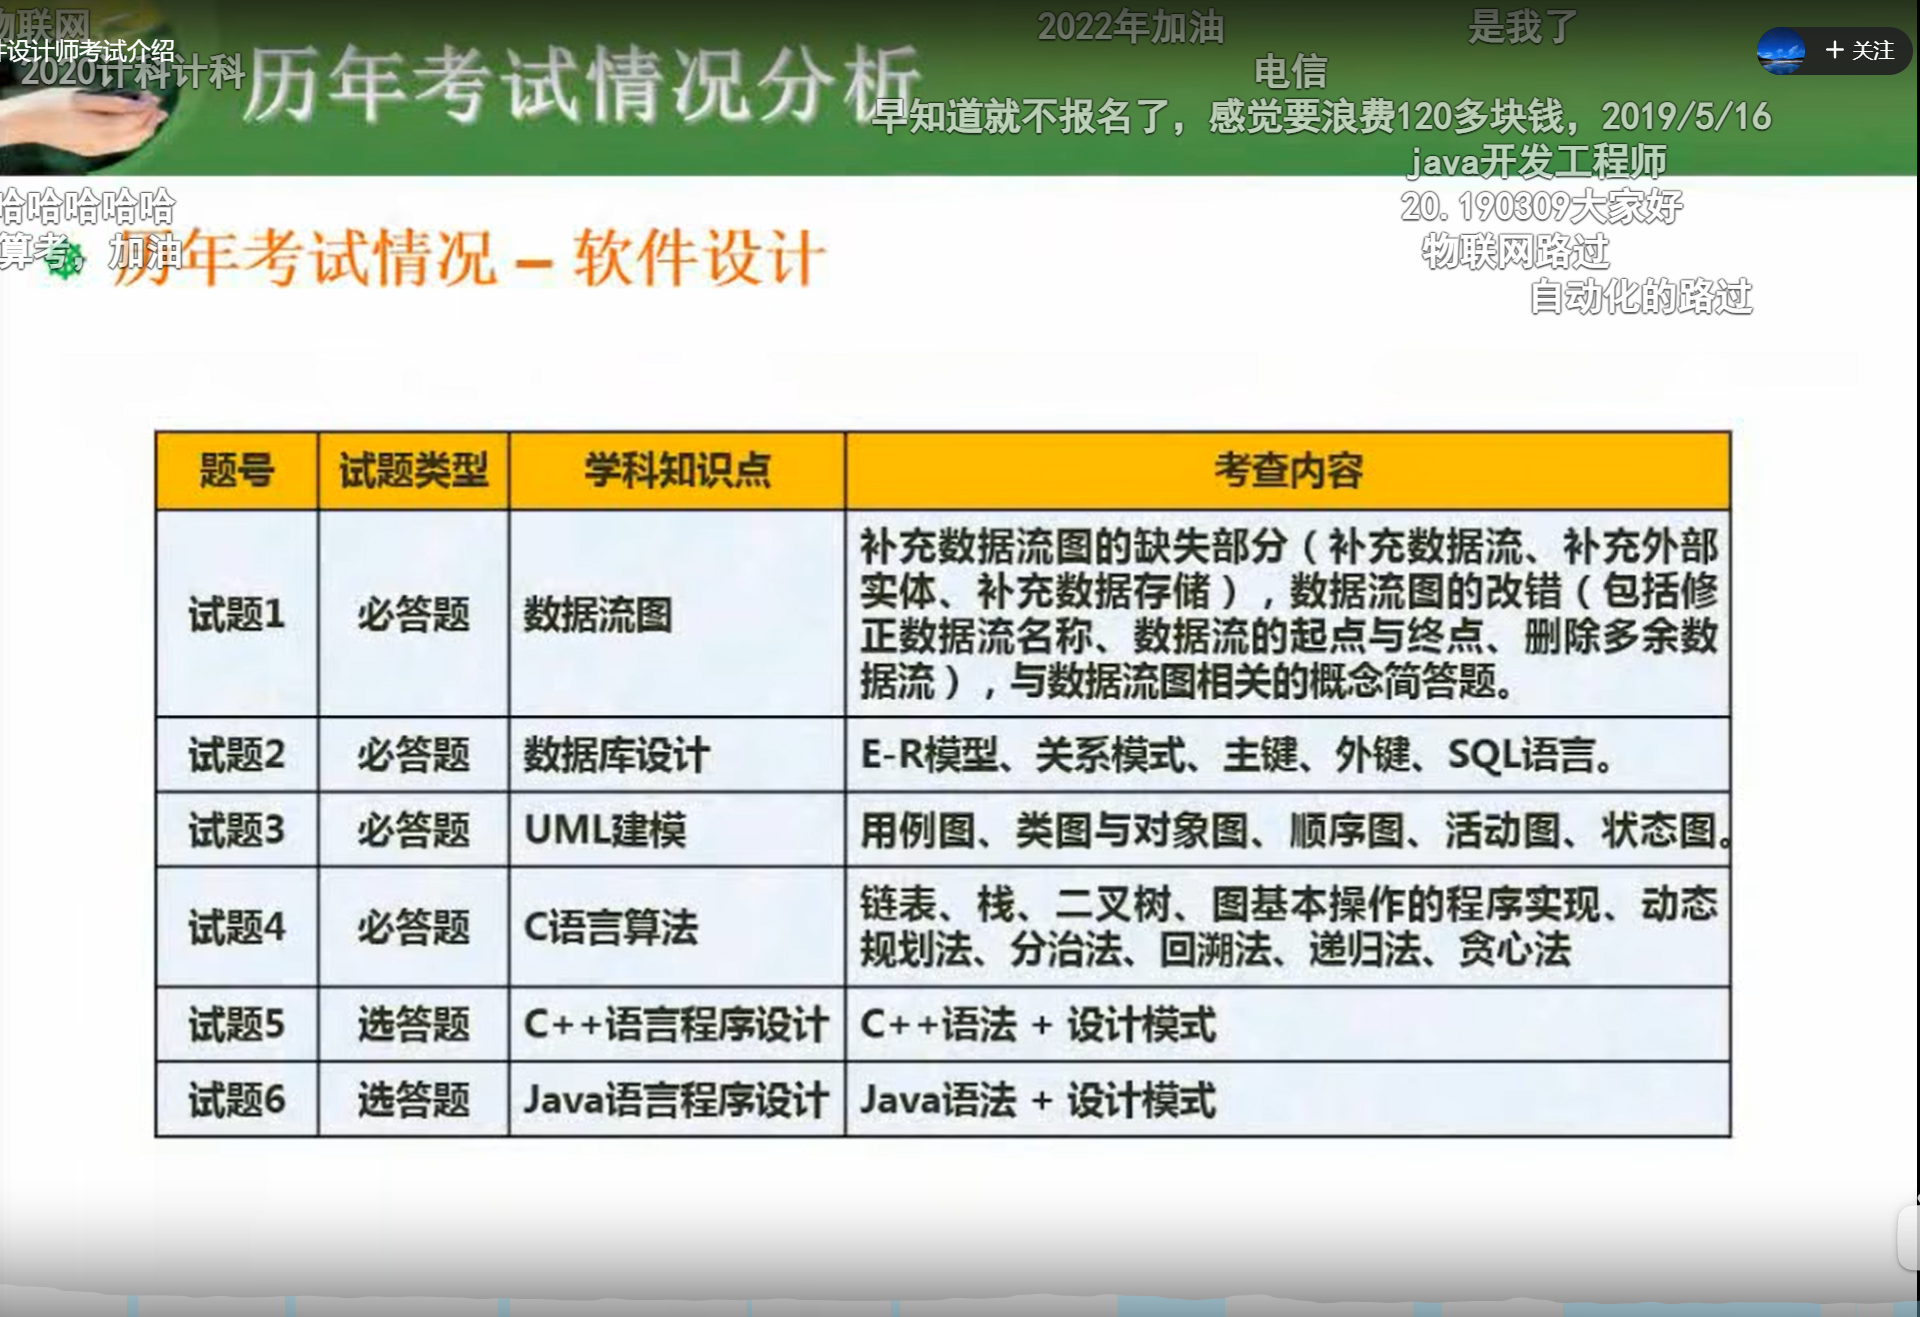 物联网
2022年加油
是我了
件设计师考试介绍
+ 关注
2020计科计科
历年考试情况分析
电信
早知道就不报名了，感觉要浪费120多块钱，2019/5/16
java开发工程师
哈哈哈哈哈
20.190309大家好
算考，加油
历年考试情况 – 软件设计
物联网路过
自动化的路过
题号 试题类型 学科知识点 考查内容
试题1 必答题 数据流图 补充数据流图的缺失部分（补充数据流、补充外部
实体、补充数据存储），数据流图的改错（包括修
正数据流名称、数据流的起点与终点、删除多余数
据流），与数据流图相关的概念简答题。
试题2 必答题 数据库设计 E-R模型、关系模式、主键、外键、SQL语言。
试题3 必答题 UML建模 用例图、类图与对象图、顺序图、活动图、状态图。
试题4 必答题 C语言算法 链表、栈、二叉树、图基本操作的程序实现、动态
规划法、分治法、回溯法、递归法、贪心法
试题5 选答题 C++语言程序设计 C++语法 + 设计模式
试题6 选答题 Java语言程序设计 Java语法 + 设计模式